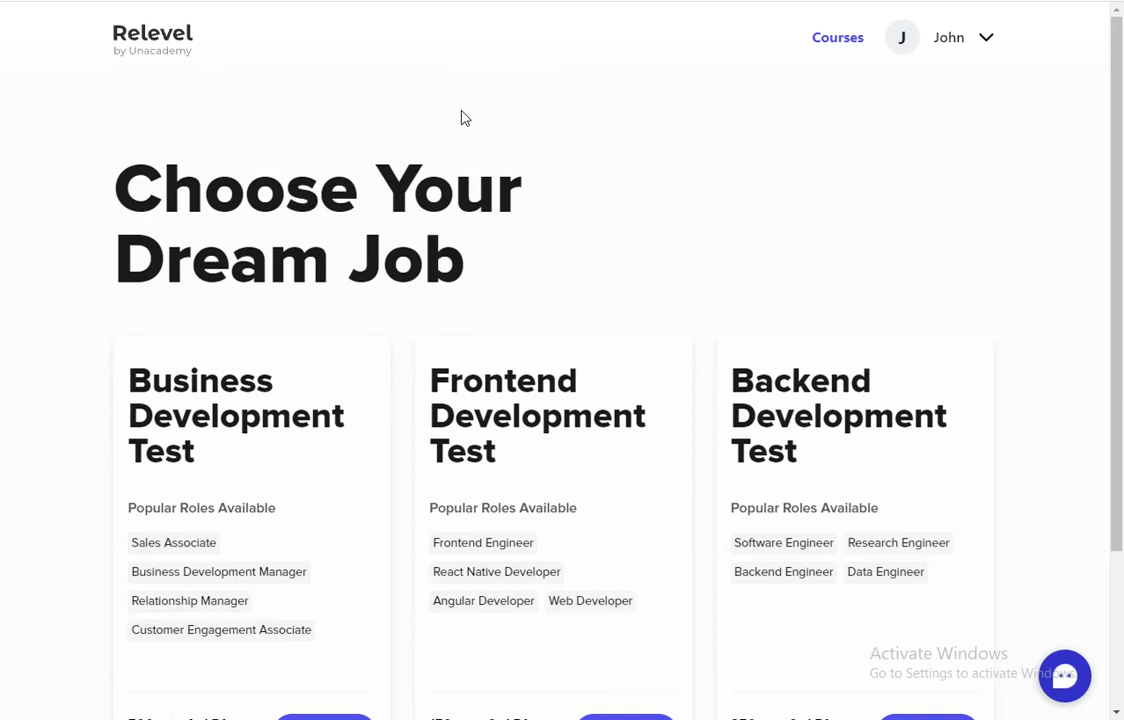 Relevel
by Unacademy
Courses
J
John
Choose Your
Dream Job
Business
Development
Test
Popular Roles Available
Sales Associate
Business Development Manager
Relationship Manager
Customer Engagement Associate
Frontend
Development
Test
Popular Roles Available
Frontend Engineer
React Native Developer
Angular Developer Web Developer
Backend
Development
Test
Popular Roles Available
Software Engineer Research Engineer
Backend Engineer Data Engineer
Activate Windows
Go to Settings to activate Windows.